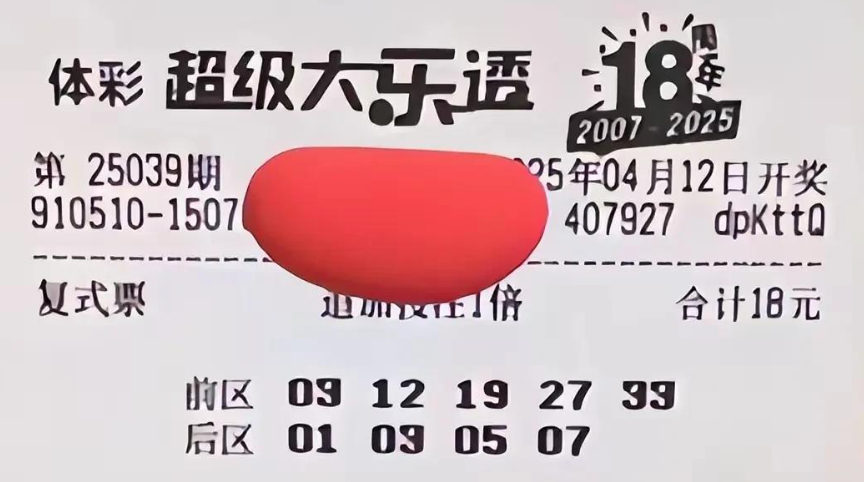 体彩 超级大乐透 18周年
2007-2025
第 25039期 25年04月12日开奖
910510-1507 407927 dpKttQ
复式票 追加投注1倍 合计18元
前区 03 12 19 27 33
后区 01 03 05 07